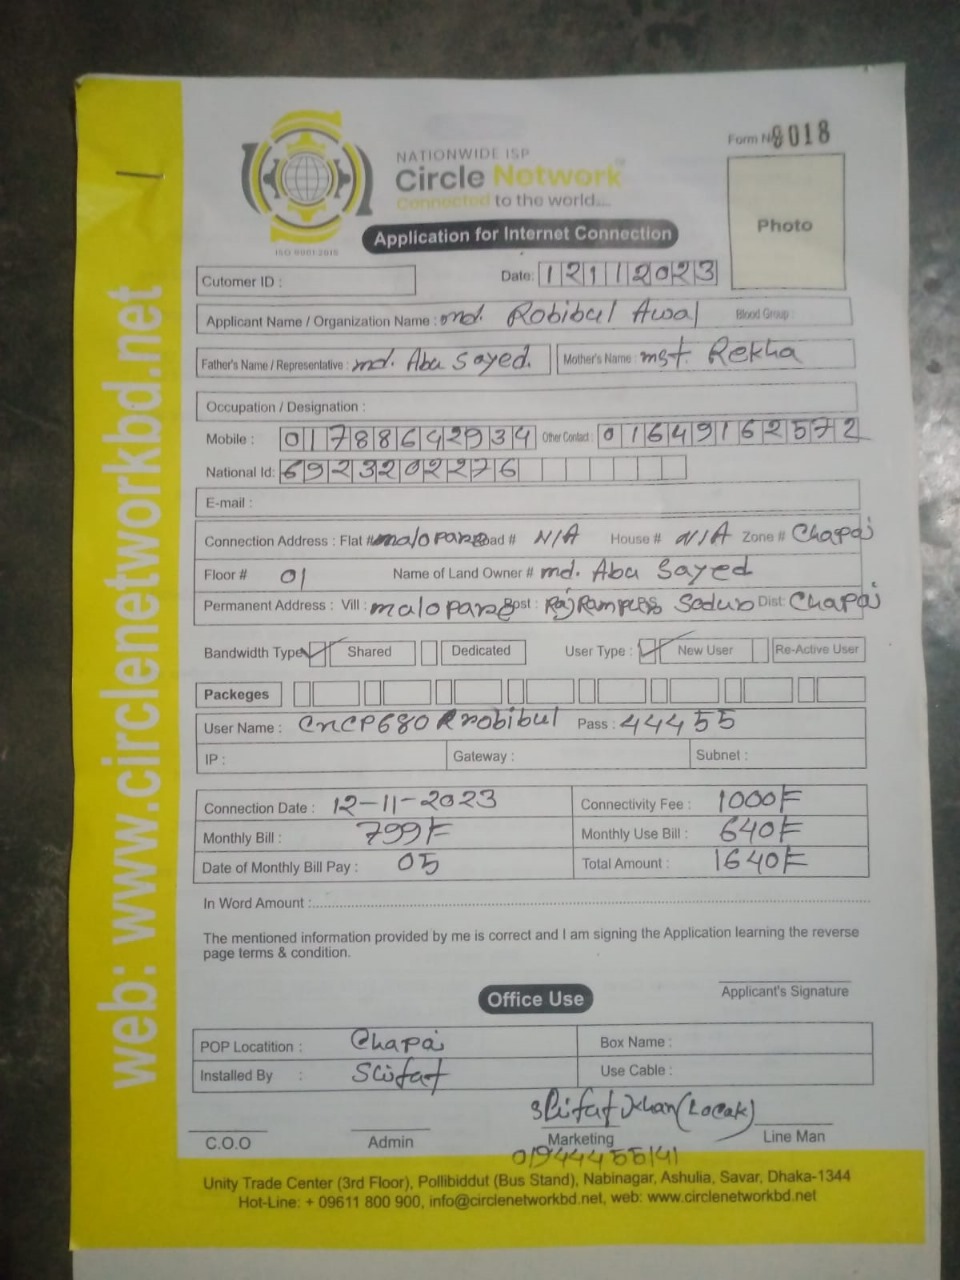 web: www.circlenetworkbd.net
NATIONWIDE ISP
Circle Network
Connected to the world....
ISO 9001:2015
Form No 8018
Photo
Application for Internet Connection
Cutomer ID :
Date: 12112023
Applicant Name / Organization Name : md. Robibul Awal Blood Group :
Father's Name / Representative : md. Abu Sayed. Mother's Name : mst. Rekha
Occupation / Designation :
Mobile : 01788642934 Other Contact : 01649162572
National Id: 6923202276
E-mail :
Connection Address : Flat # malopara Road # N/A House # N/A Zone # Chapai
Floor # 01 Name of Land Owner # md. Abu Sayed
Permanent Address : Vill : malopara Post : Sadur Dist: Chapai
Bandwidth Type Shared Dedicated User Type : New User Re-Active User
Packeges
User Name : robibul Pass : 44455
IP : Gateway : Subnet :
Connection Date : 12-11-2023 Connectivity Fee : 1000/=
Monthly Bill : 799/= Monthly Use Bill : 640/=
Date of Monthly Bill Pay : 05 Total Amount : 1640/=
In Word Amount :
The mentioned information provided by me is correct and I am signing the Application learning the reverse
page terms & condition.
Applicant's Signature
Office Use
POP Locatition : Chapai Box Name :
Installed By : Sifat Use Cable :
Khan
C.O.O Admin Marketing Line Man
01944455141
Unity Trade Center (3rd Floor), Pollibiddut (Bus Stand), Nabinagar, Ashulia, Savar, Dhaka-1344
Hot-Line: + 09611 800 900, info@circlenetworkbd.net, web: www.circlenetworkbd.net